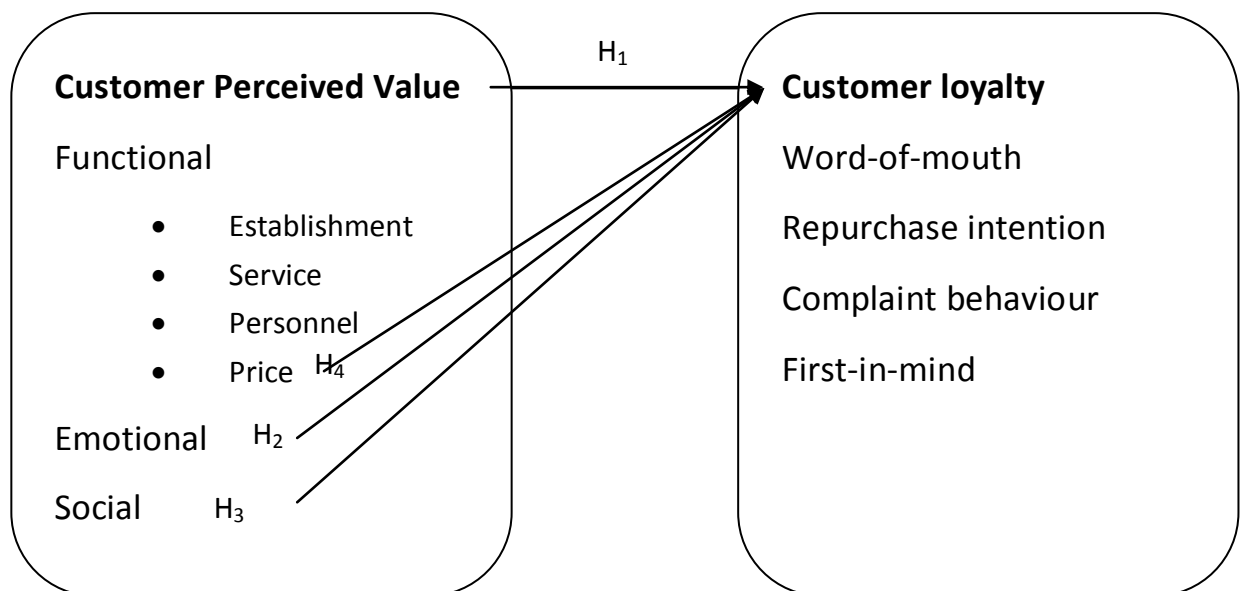 H₁
Customer Perceived Value
Functional
• Establishment
• Service
• Personnel
• Price H₄
Emotional H₂
Social H₃
Customer loyalty
Word-of-mouth
Repurchase intention
Complaint behaviour
First-in-mind